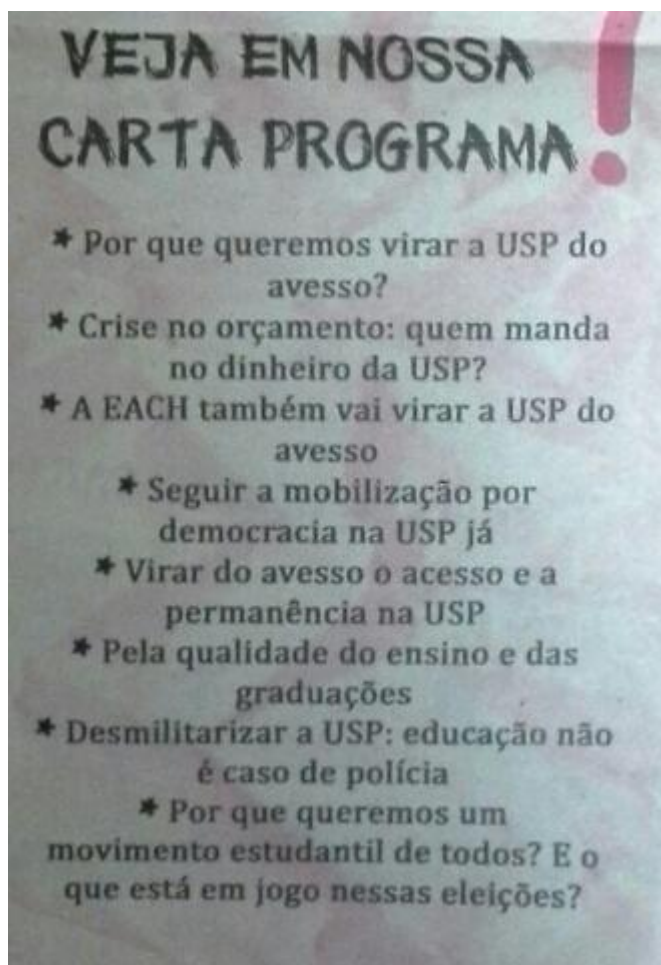 VEJA EM NOSSA
CARTA PROGRAMA!
* Por que queremos virar a USP do
avesso?
* Crise no orçamento: quem manda
no dinheiro da USP?
* A EACH também vai virar a USP do
avesso
* Seguir a mobilização por
democracia na USP já
* Virar do avesso o acesso e a
permanência na USP
* Pela qualidade do ensino e das
graduações
* Desmilitarizar a USP: educação não
é caso de polícia
* Por que queremos um
movimento estudantil de todos? E o
que está em jogo nessas eleições?